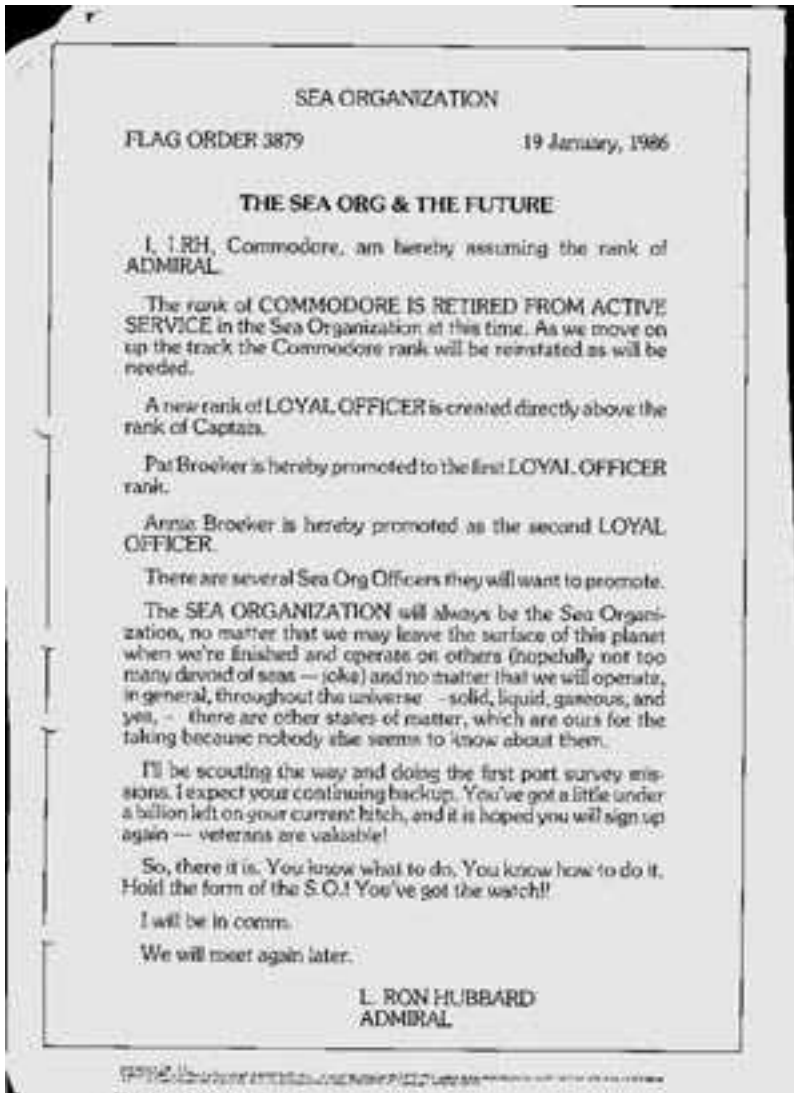 SEA ORGANIZATION
FLAG ORDER 3879 19 January, 1986
THE SEA ORG & THE FUTURE
I, LRH, Commodore, am hereby assuming the rank of
ADMIRAL.
The rank of COMMODORE IS RETIRED FROM ACTIVE
SERVICE in the Sea Organization at this time. As we move on
up the track the Commodore rank will be reinstated as will be
needed.
A new rank of LOYAL OFFICER is created directly above the
rank of Captain.
Pat Broeker is hereby promoted to the first LOYAL OFFICER
rank.
Annie Broeker is hereby promoted as the second LOYAL
OFFICER.
There are several Sea Org Officers they will want to promote.
The SEA ORGANIZATION will always be the Sea Organi-
zation, no matter that we may leave the surface of this planet
when we're finished and operate on others (hopefully not too
many devoid of seas — joke) and no matter that we will operate,
in general, throughout the universe - solid, liquid, gaseous, and
yes, - there are other states of matter, which are ours for the
taking because nobody else seems to know about them.
I'll be scouting the way and doing the first port survey mis-
sions. I expect your continuing backup. You've got a little under
a billion left on your current hitch, and it is hoped you will sign up
again — veterans are valuable!
So, there it is. You know what to do. You know how to do it.
Hold the form of the S.O.! You've got the watch!!
I will be in comm.
We will meet again later.
L. RON HUBBARD
ADMIRAL